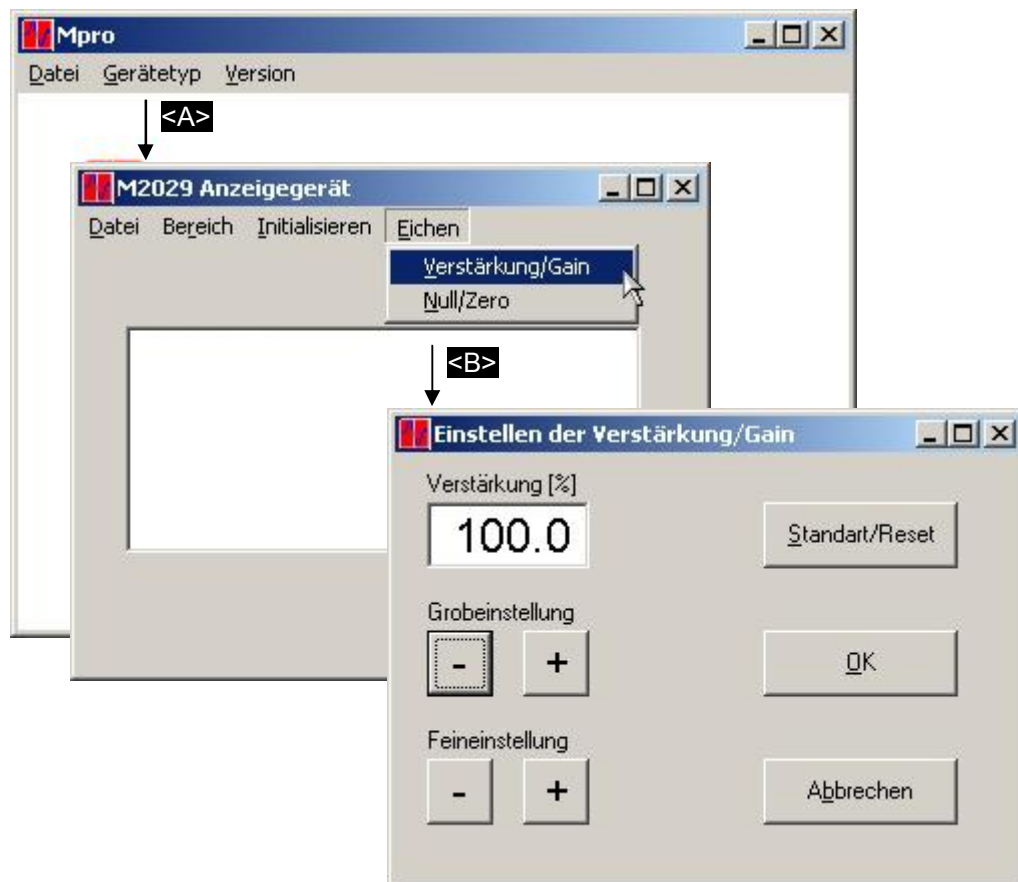 Mpro
Datei Gerätetyp Version
<A>
M2029 Anzeigegerät
Datei Bereich Initialisieren Eichen
Verstärkung/Gain
Null/Zero
<B>
Einstellen der Verstärkung/Gain
Verstärkung [%]
100.0
Standart/Reset
Grobeinstellung
- +
OK
Feineinstellung
- +
Abbrechen